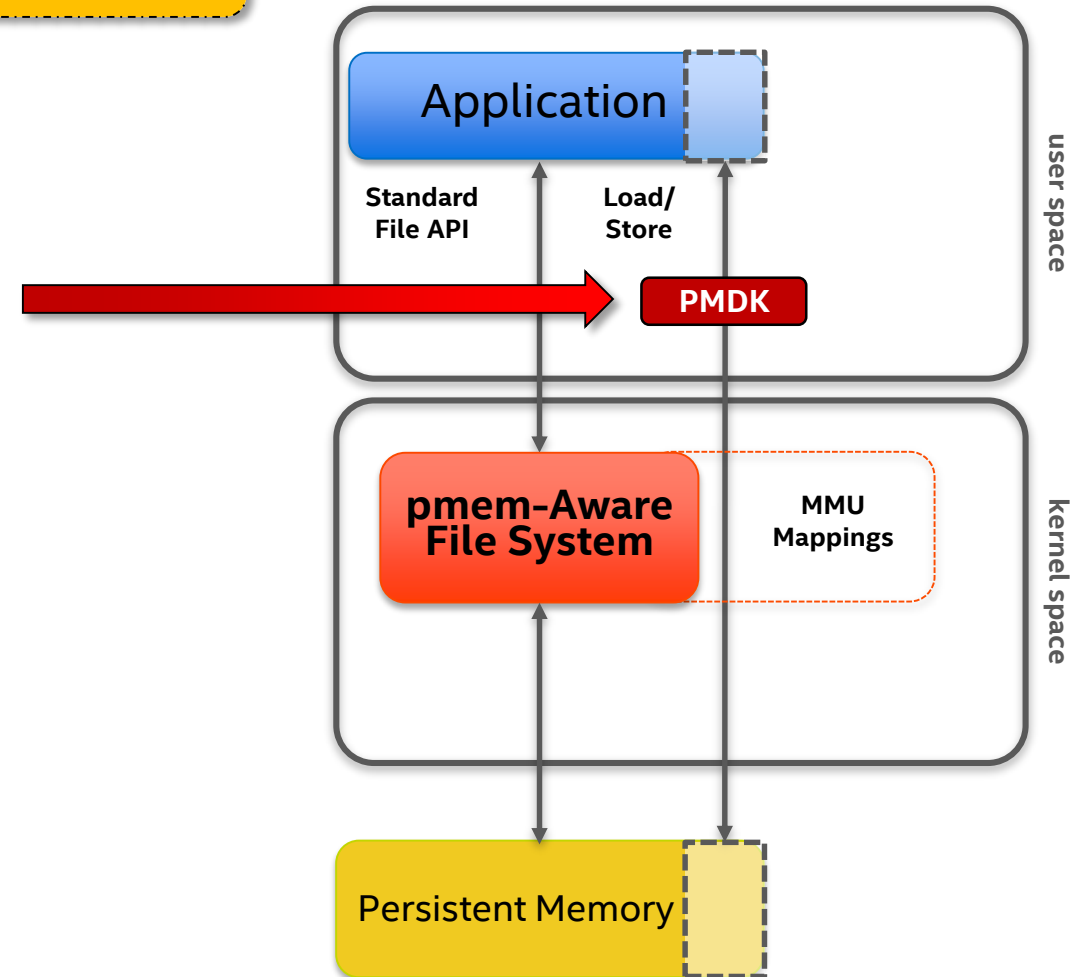 Application
Standard
File API
Load/
Store
user space
PMDK
pmem-Aware
File System
MMU
Mappings
kernel space
Persistent Memory